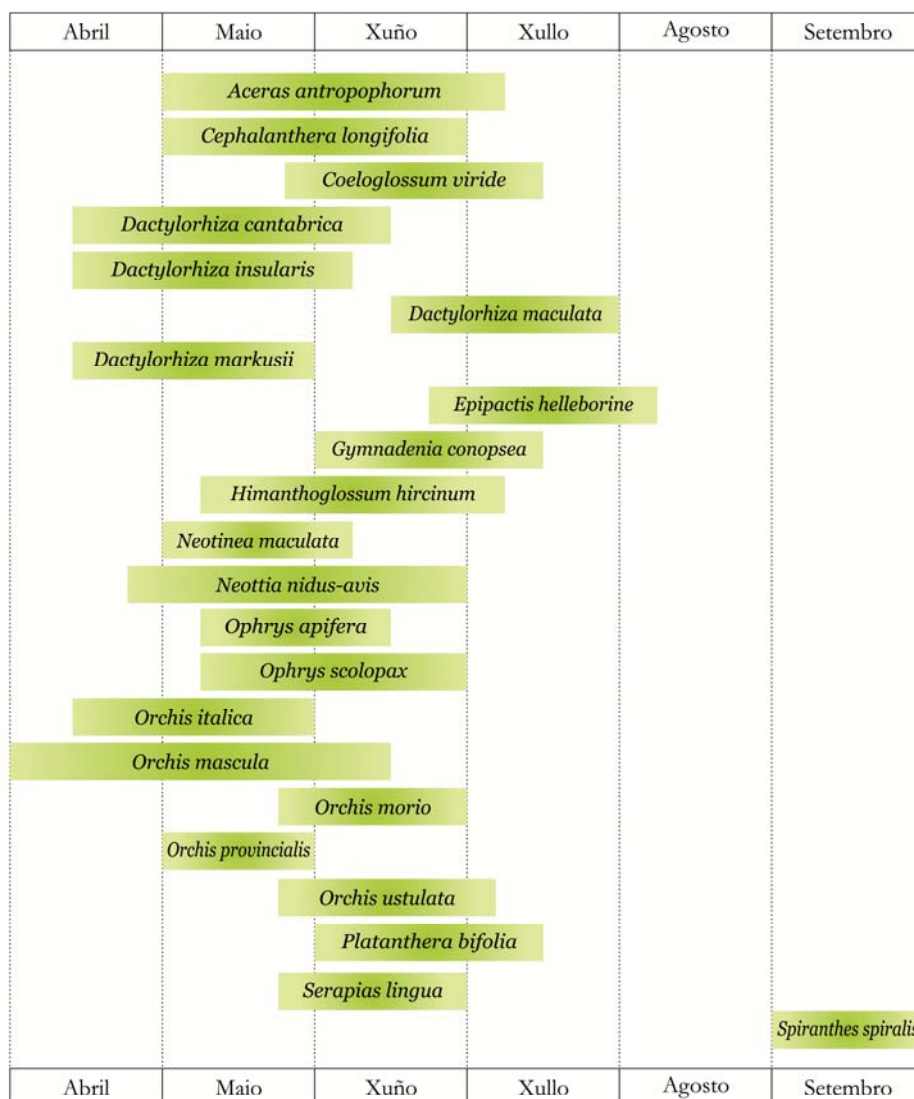 Abril Maio Xuño Xullo Agosto Setembro
Aceras antropophorum
Cephalanthera longifolia
Coeloglossum viride
Dactylorhiza cantabrica
Dactylorhiza insularis
Dactylorhiza maculata
Dactylorhiza markusii
Epipactis helleborine
Gymnadenia conopsea
Himanthoglossum hircinum
Neotinea maculata
Neottia nidus-avis
Ophrys apifera
Ophrys scolopax
Orchis italica
Orchis mascula
Orchis morio
Orchis provincialis
Orchis ustulata
Platanthera bifolia
Serapias lingua
Spiranthes spiralis
Abril Maio Xuño Xullo Agosto Setembro